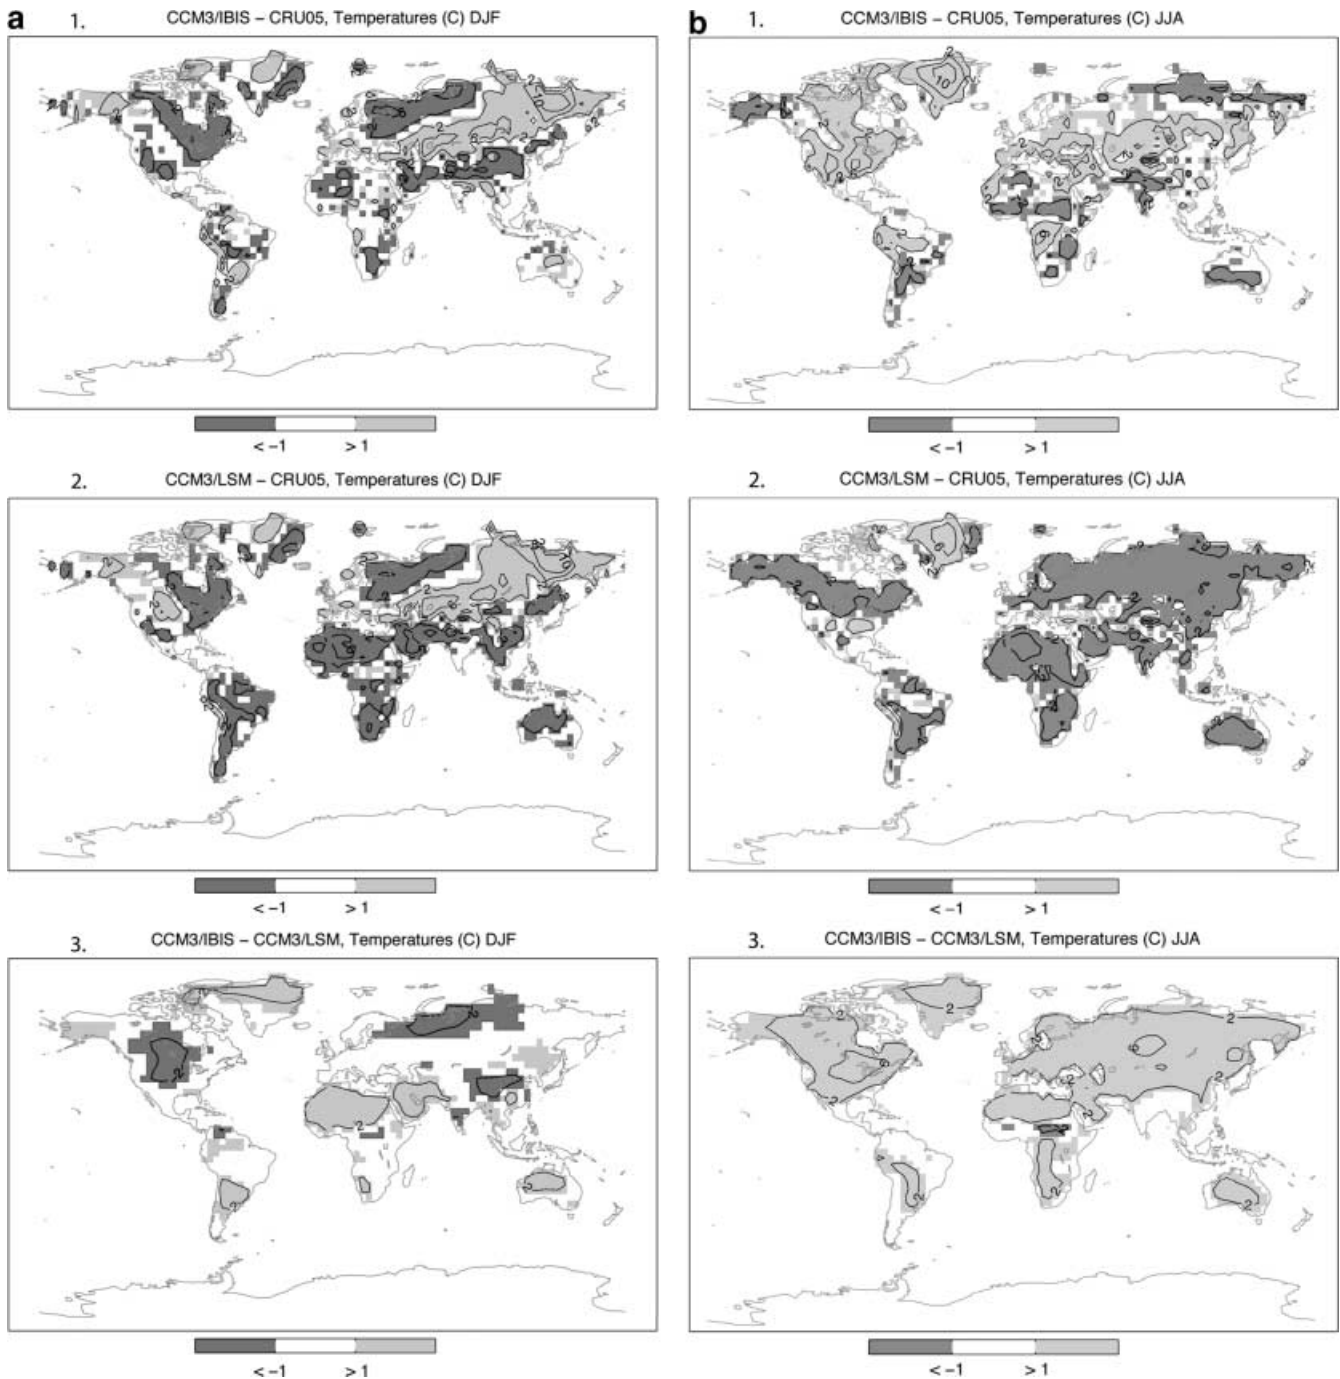 a
1. CCM3/IBIS – CRU05, Temperatures (C) DJF
< –1 > 1
2. CCM3/LSM – CRU05, Temperatures (C) DJF
< –1 > 1
3. CCM3/IBIS – CCM3/LSM, Temperatures (C) DJF
< –1 > 1
b
1. CCM3/IBIS – CRU05, Temperatures (C) JJA
< –1 > 1
2. CCM3/LSM – CRU05, Temperatures (C) JJA
< –1 > 1
3. CCM3/IBIS – CCM3/LSM, Temperatures (C) JJA
< –1 > 1